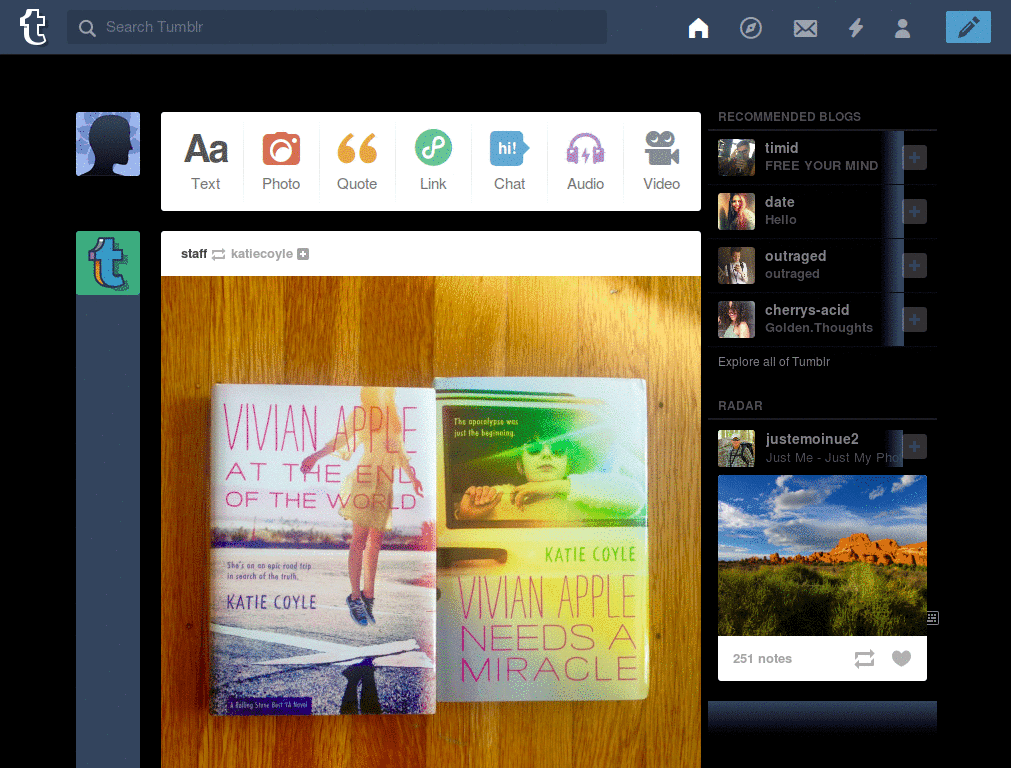 t
Search Tumblr
Aa
hi!
Text
Photo
Quote
Link
Chat
Audio
Video
t
staff katiecoyle
VIVIAN APPLE
AT THE END
OF THE WORLD
She's on an epic road trip
in search of the truth.
KATIE COYLE
A Rolling Stone Best YA Novel
The apocalypse was
just the beginning.
KATIE COYLE
VIVIAN APPLE
NEEDS A
MIRACLE
RECOMMENDED BLOGS
timid
FREE YOUR MIND
date
Hello
outraged
outraged
cherrys-acid
Golden.Thoughts
Explore all of Tumblr
RADAR
justemoinue2
Just Me - Just My Pho
251 notes